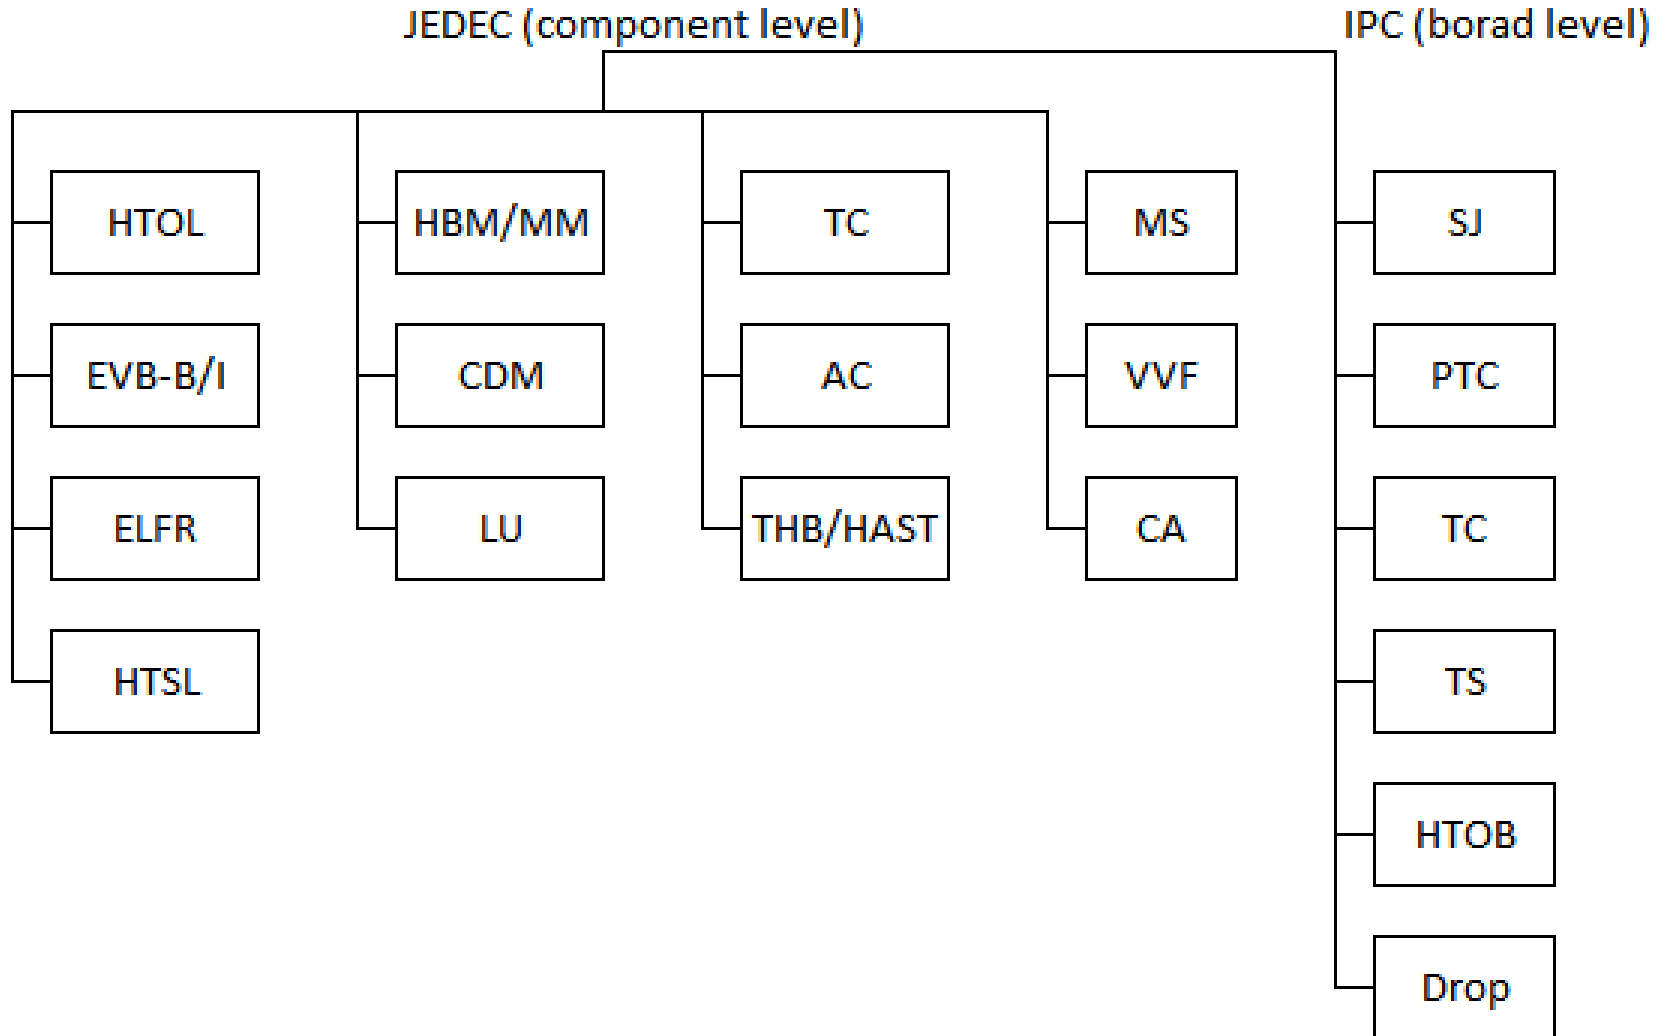 JEDEC (component level)
IPC (borad level)
HTOL
EVB-B/I
ELFR
HTSL
HBM/MM
CDM
LU
TC
AC
THB/HAST
MS
VVF
CA
SJ
PTC
TC
TS
HTOB
Drop